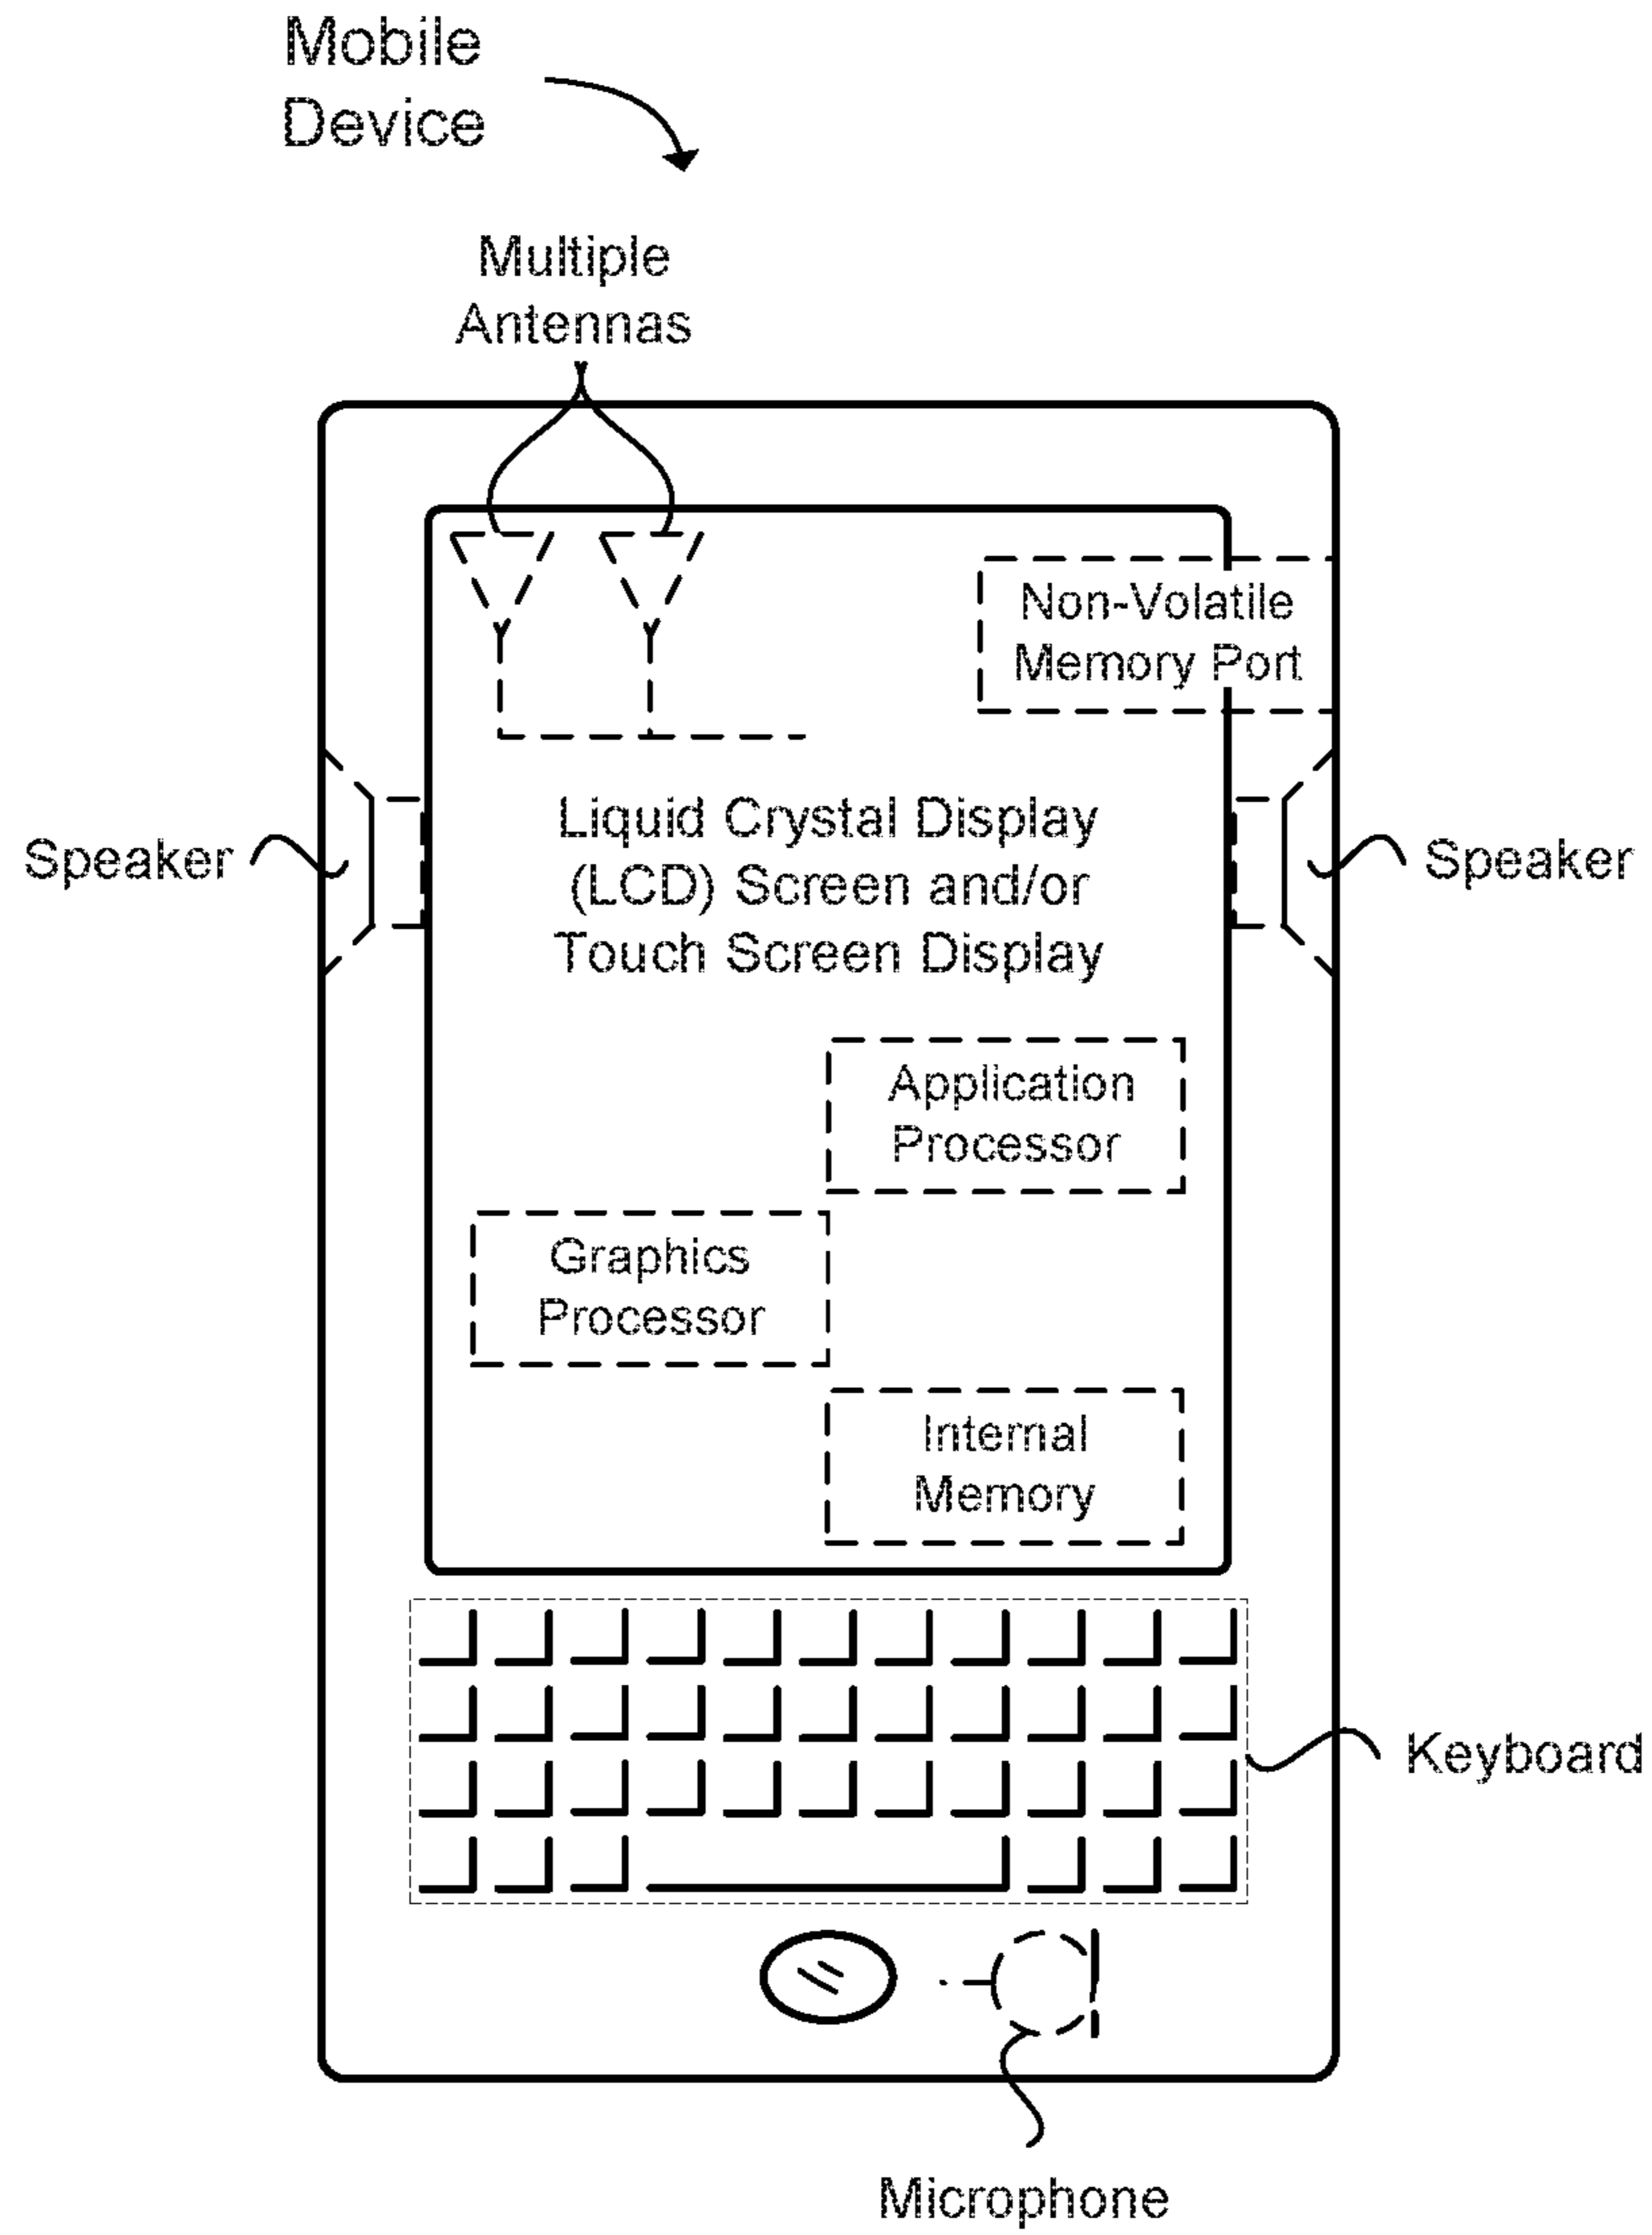 Mobile
Device
Multiple
Antennas
Non-Volatile
Memory Port
Liquid Crystal Display
(LCD) Screen and/or
Touch Screen Display
Speaker
Speaker
Application
Processor
Graphics
Processor
Internal
Memory
Keyboard
Microphone